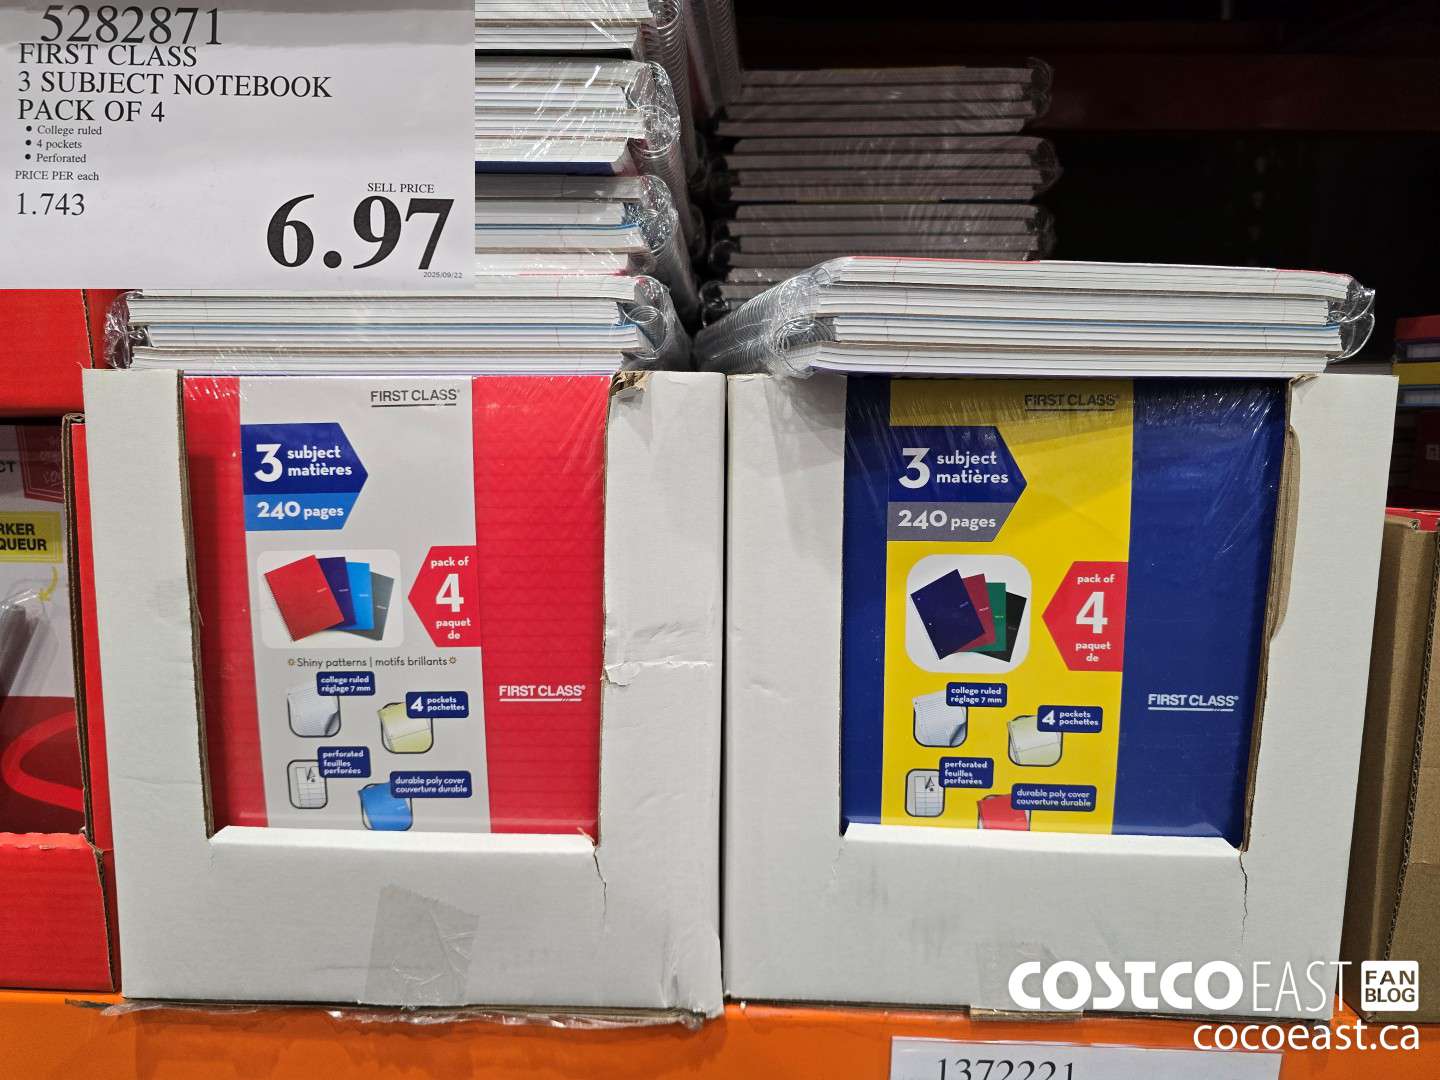 5282871
FIRST CLASS
3 SUBJECT NOTEBOOK
PACK OF 4
• College ruled
• 4 pockets
• Perforated
PRICE PER each
1.743
SELL PRICE
6.97
2025/09/22
FIRST CLASS
3 subject
matières
240 pages
pack of
4
paquet
de
Shiny patterns | motifs brillants
college ruled
réglage 7 mm
4 pockets
pochettes
perforated
feuilles
perforées
durable poly cover
couverture durable
FIRST CLASS
FIRST CLASS
3 subject
matières
240 pages
pack of
4
paquet
de
college ruled
réglage 7 mm
4 pockets
pochettes
perforated
feuilles
perforées
durable poly cover
couverture durable
FIRST CLASS
CT
RKER
QUEUR
COSTCO EAST FAN
BLOG
cocoeast.ca
1372221